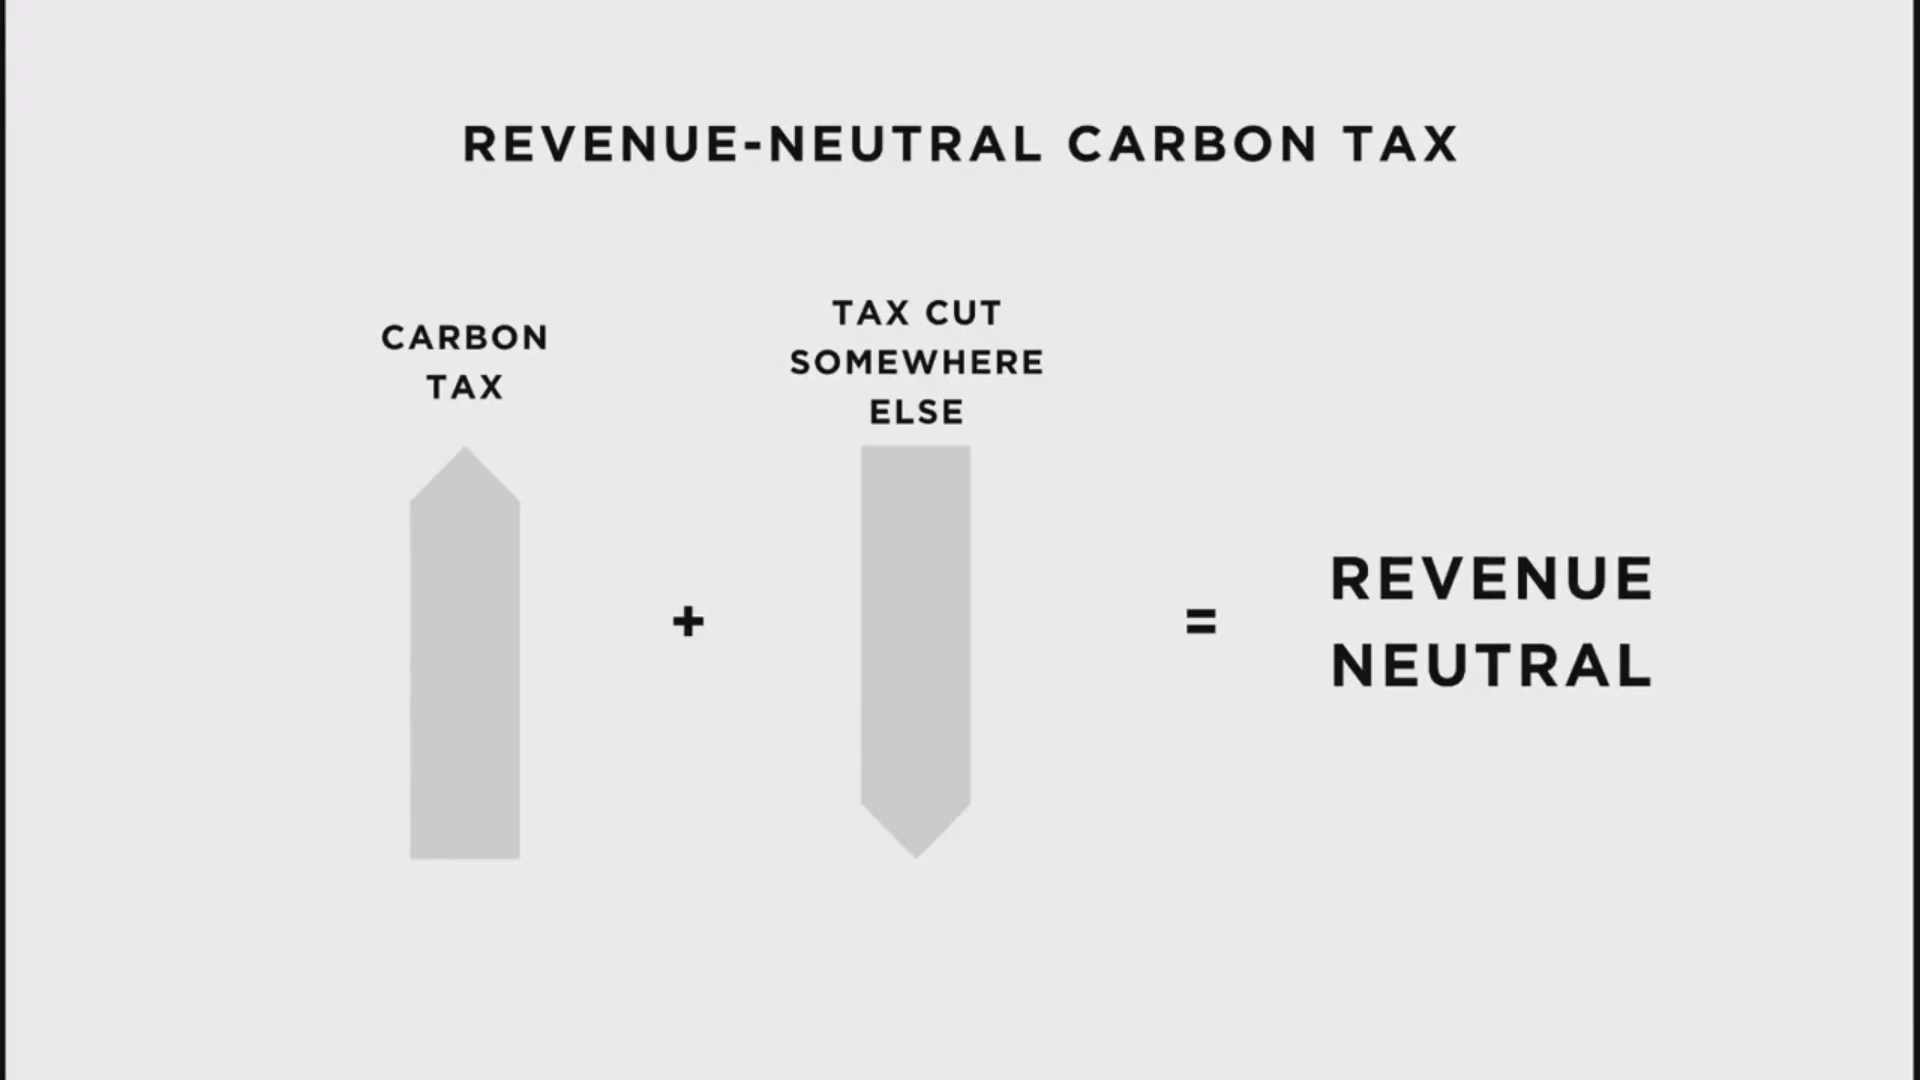 REVENUE-NEUTRAL CARBON TAX
CARBON
TAX
+
TAX CUT
SOMEWHERE
ELSE
=
REVENUE
NEUTRAL